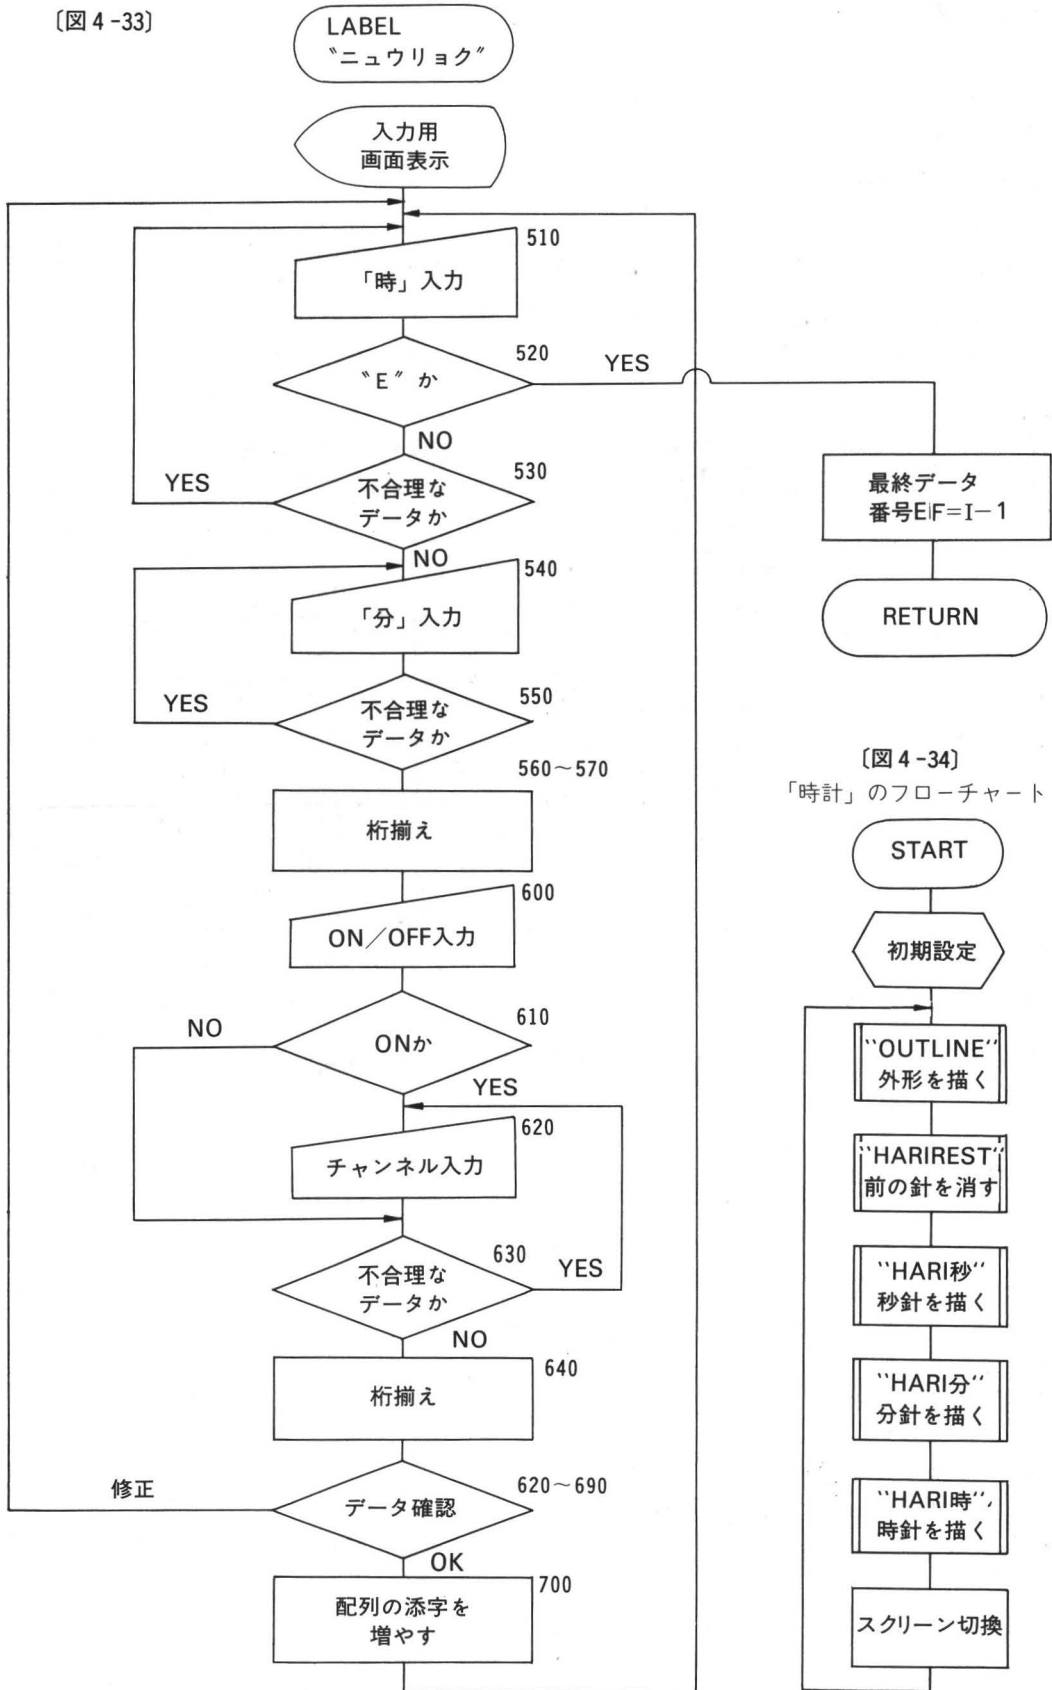 〔図4-33〕
LABEL
〝ニュウリョク〞
入力用
画面表示
510
「時」入力
520
〝E〞か
YES
NO
530
不合理な
データか
YES
NO
540
「分」入力
550
不合理な
データか
YES
560～570
桁揃え
600
ON／OFF入力
610
ONか
NO
YES
620
チャンネル入力
630
不合理な
データか
YES
NO
640
桁揃え
620～690
データ確認
修正
OK
700
配列の添字を
増やす
最終データ
番号EF=I－1
RETURN
〔図4-34〕
「時計」のフローチャート
START
初期設定
"OUTLINE"
外形を描く
"HARIREST"
前の針を消す
"HARI秒"
秒針を描く
"HARI分"
分針を描く
"HARI時"
時針を描く
スクリーン切換